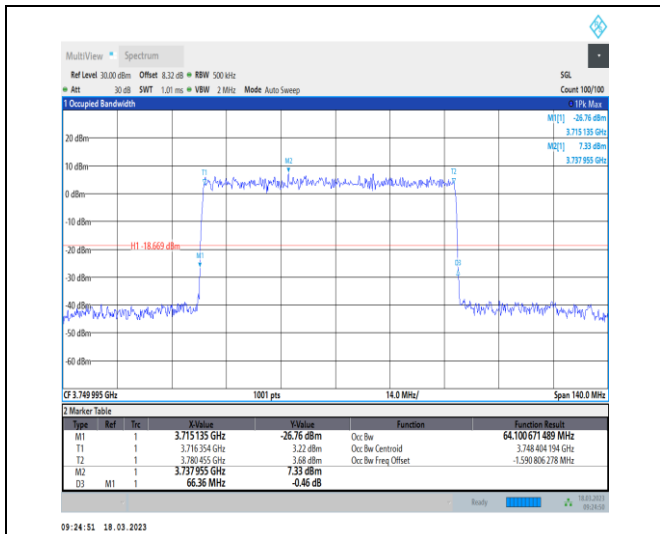 MultiView Spectrum
Ref Level 30.00 dBm Offset 8.32 dB RBW 500 kHz SGL
Att 30 dB SWT 1.01 ms VBW 2 MHz Mode Auto Sweep Count 100/100
1 Occupied Bandwidth 1Pk Max
M1[1] -26.76 dBm
3.715 135 GHz
20 dBm
M2[1] 7.33 dBm
3.737 955 GHz
10 dBm
T1 M2 T2
0 dBm
-10 dBm
H1 -18.669 dBm
-20 dBm
M1 D3
-30 dBm
-40 dBm
-50 dBm
-60 dBm
CF 3.749 995 GHz 1001 pts 14.0 MHz/ Span 140.0 MHz
2 Marker Table
Type Ref Trc X-Value Y-Value Function Function Result
M1 1 3.715 135 GHz -26.76 dBm Occ Bw 64.100 671 489 MHz
T1 1 3.716 354 GHz 3.22 dBm Occ Bw Centroid 3.748 404 194 GHz
T2 1 3.780 455 GHz 3.68 dBm Occ Bw Freq Offset -1.590 806 278 MHz
M2 1 3.737 955 GHz 7.33 dBm
D3 M1 1 66.36 MHz -0.46 dB
Ready 18.03.2023
09:24:50
09:24:51 18.03.2023